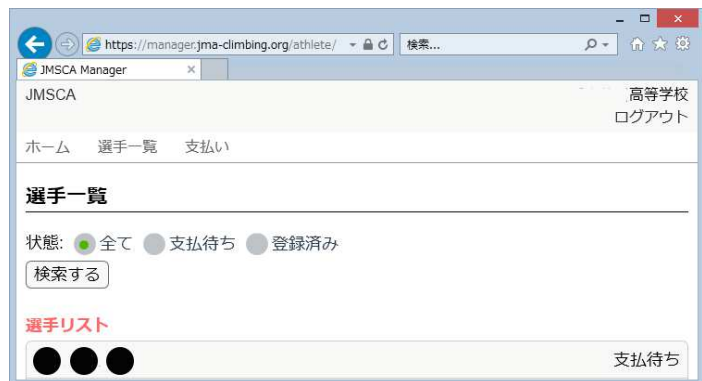 https://manager.jma-climbing.org/athlete/ 検索...
JMSCA Manager
JMSCA
高等学校
ログアウト
ホーム 選手一覧 支払い
選手一覧
状態: 全て 支払待ち 登録済み
検索する
選手リスト
支払待ち